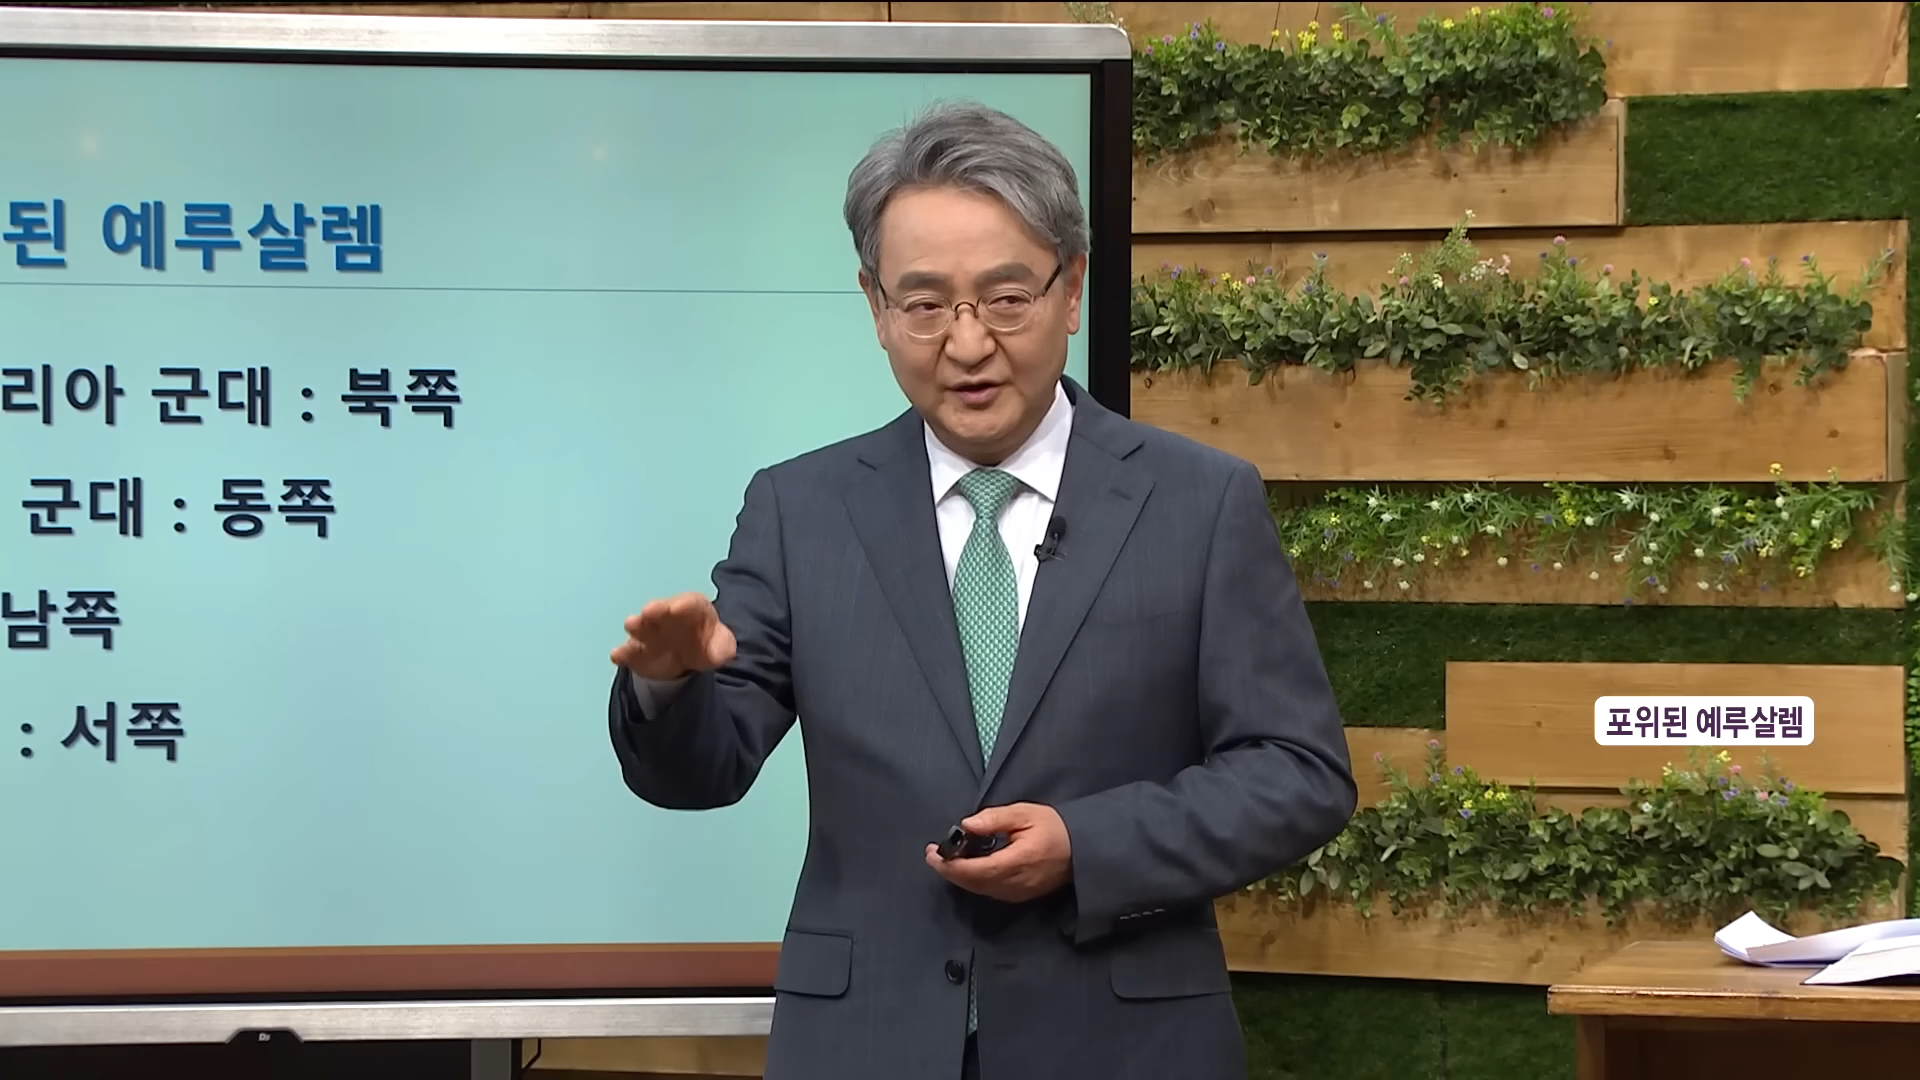 된 예루살렘
리아 군대 : 북쪽
군대 : 동쪽
남쪽
: 서쪽
포위된 예루살렘